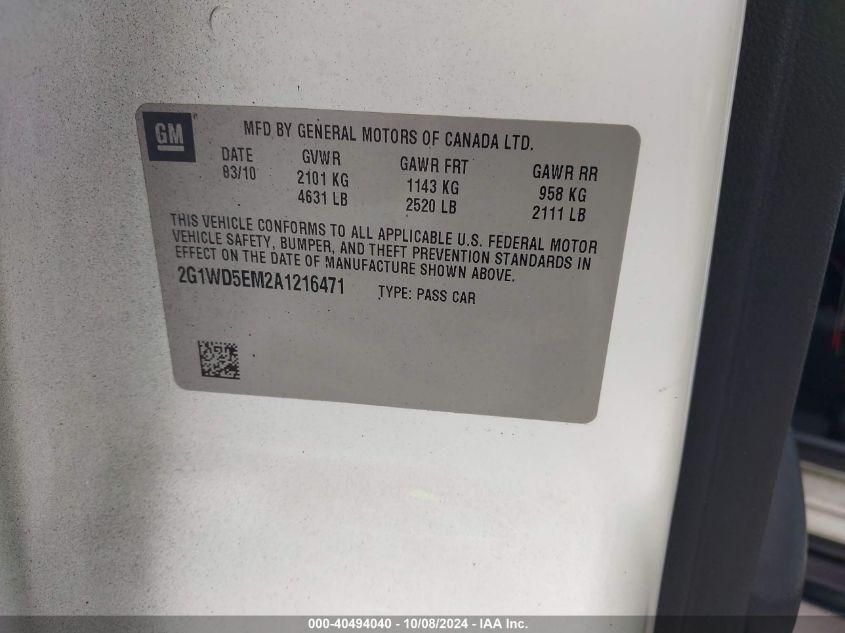 GM
MFD BY GENERAL MOTORS OF CANADA LTD.
DATE GVWR GAWR FRT GAWR RR
03/10 2101 KG 1143 KG 958 KG
4631 LB 2520 LB 2111 LB
THIS VEHICLE CONFORMS TO ALL APPLICABLE U.S. FEDERAL MOTOR
VEHICLE SAFETY, BUMPER, AND THEFT PREVENTION STANDARDS IN
EFFECT ON THE DATE OF MANUFACTURE SHOWN ABOVE.
2G1WD5EM2A1216471 TYPE: PASS CAR
000-40494040 - 10/08/2024 - IAA Inc.